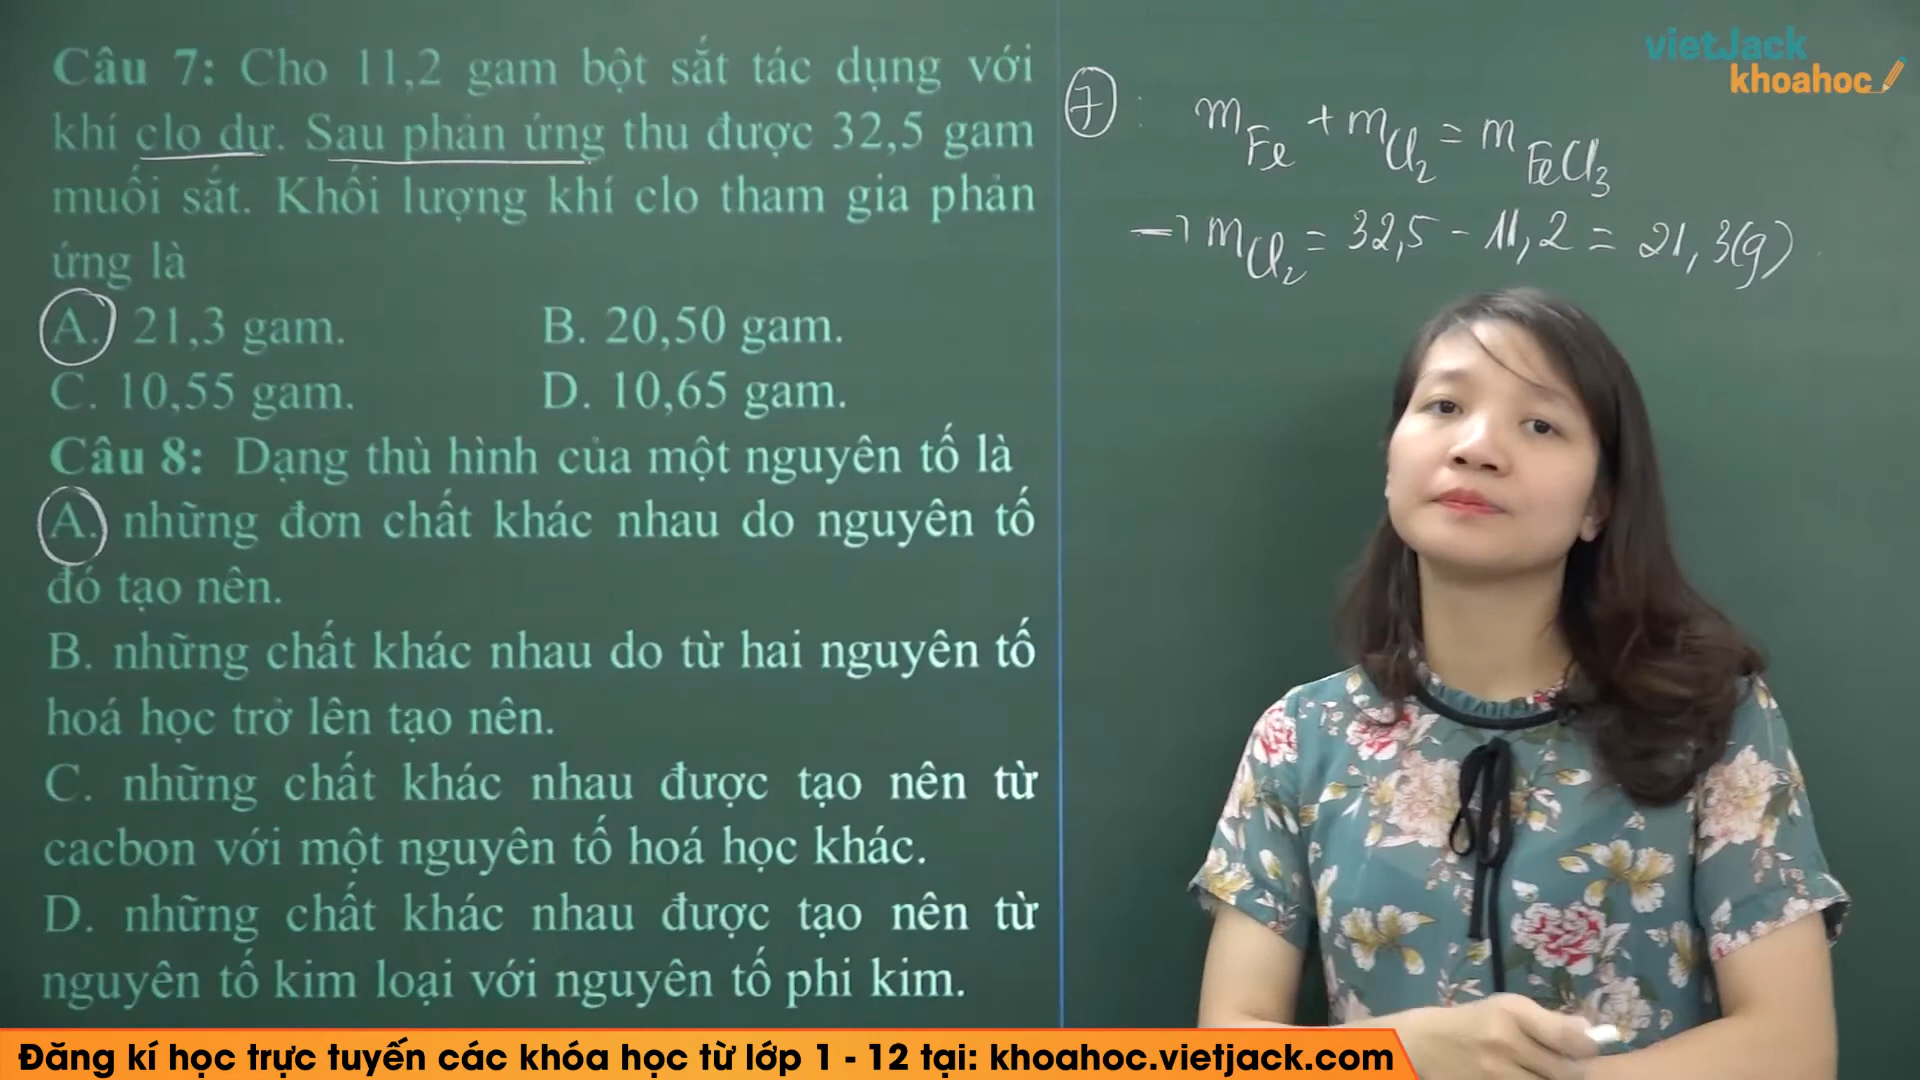 Câu 7: Cho 11,2 gam bột sắt tác dụng với
khí clo dư. Sau phản ứng thu được 32,5 gam
muối sắt. Khối lượng khí clo tham gia phản
ứng là
A. 21,3 gam. B. 20,50 gam.
C. 10,55 gam. D. 10,65 gam.
Câu 8: Dạng thù hình của một nguyên tố là
A. những đơn chất khác nhau do nguyên tố
đó tạo nên.
B. những chất khác nhau do từ hai nguyên tố
hoá học trở lên tạo nên.
C. những chất khác nhau được tạo nên từ
cacbon với một nguyên tố hoá học khác.
D. những chất khác nhau được tạo nên từ
nguyên tố kim loại với nguyên tố phi kim.
7: m Fe + m Cl2 = m FeCl3
→ m Cl2 = 32,5 - 11,2 = 21,3(g)
vietJack
khoahoc
Đăng kí học trực tuyến các khóa học từ lớp 1 - 12 tại: khoahoc.vietjack.com